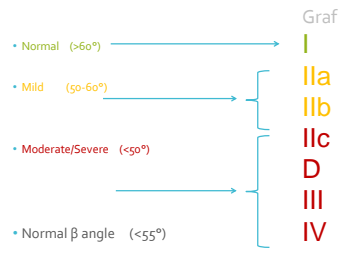 Graf
• Normal (>60°)
I
• Mild (50-60°)
IIa
IIb
• Moderate/Severe (<50°)
IIc
D
III
• Normal β angle (<55°)
IV